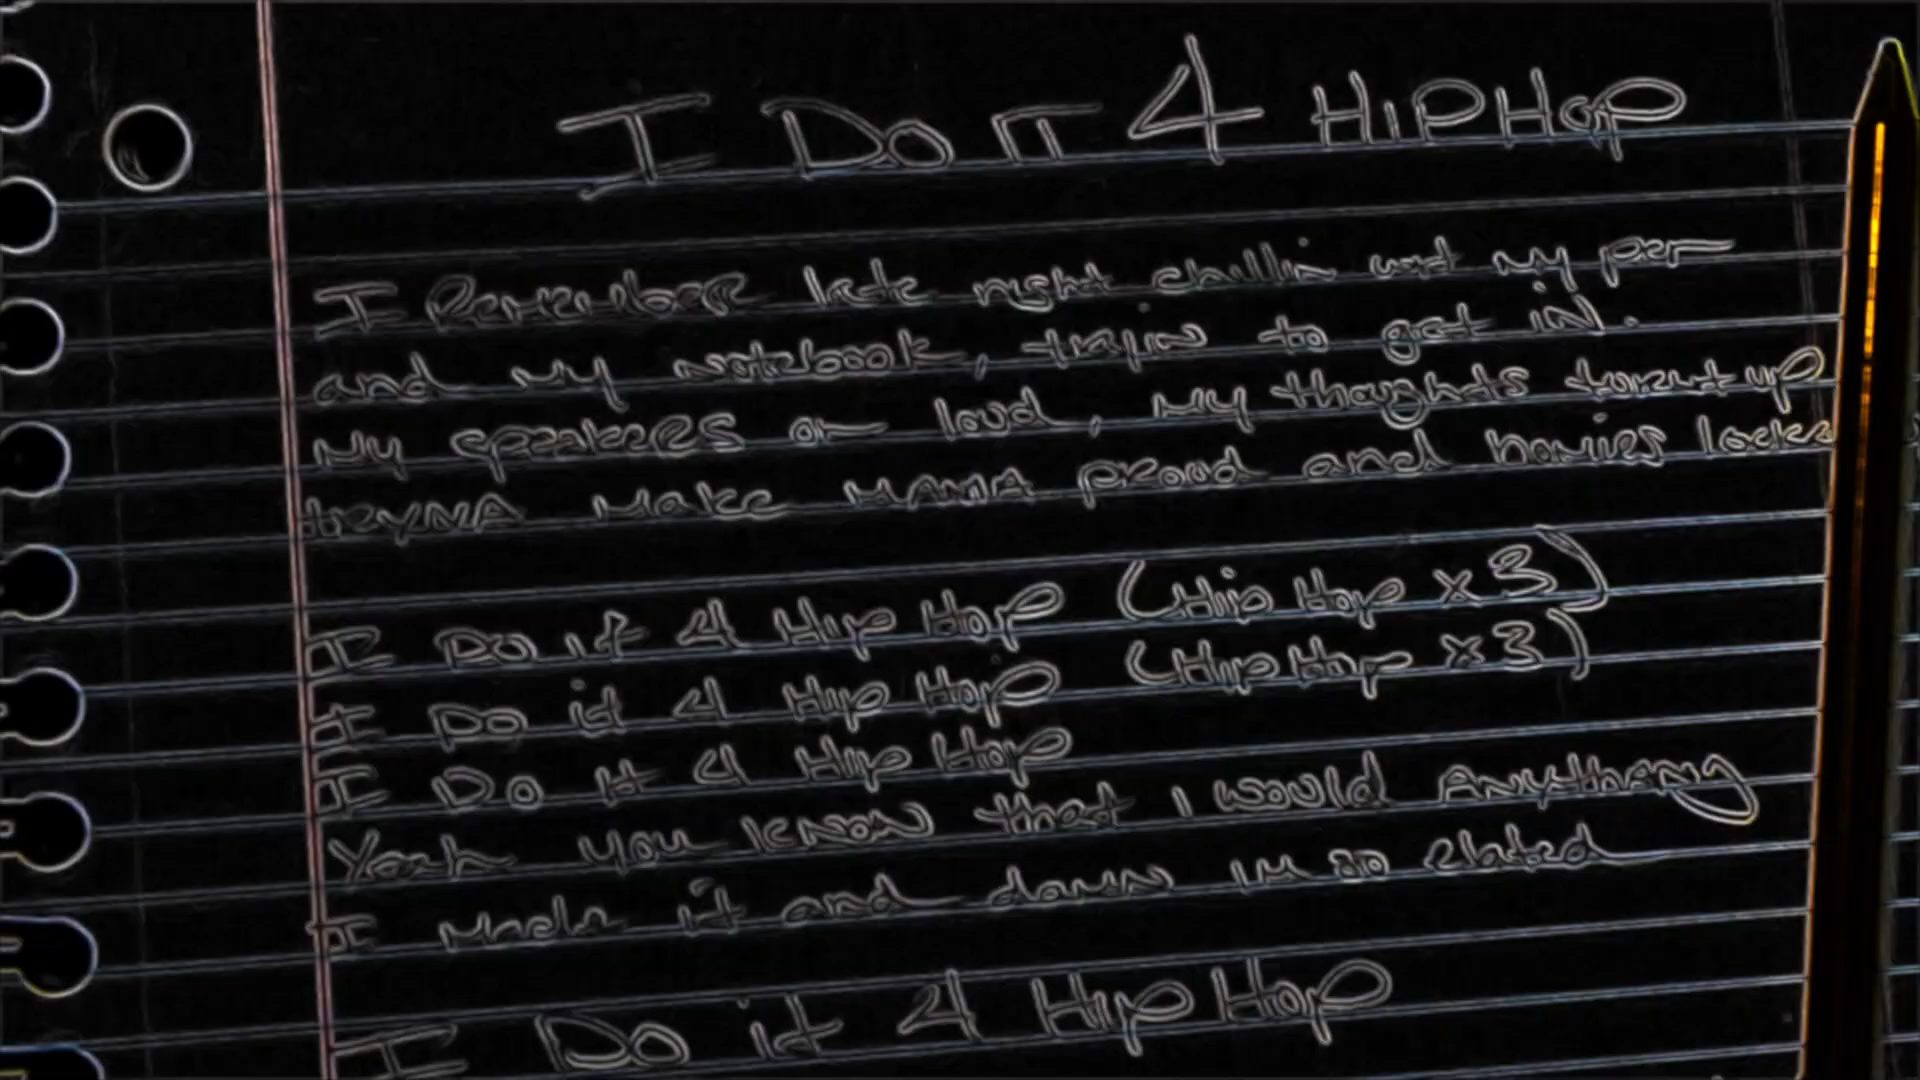 I DO IT 4 HIPHOP
I Remember late night chillin wit my pen
and my notebook, tryin to get in.
my speakers on loud, my thoughts turnt up
tryna make MAMA proud and homies locked
I Do it 4 Hip Hop (Hip Hop x3)
I Do it 4 Hip Hop (Hip Hop x3)
I Do It 4 Hip Hop
Yeah you know that I would Anythang
I made it and damn im so elated
I Do it 4 Hip Hop